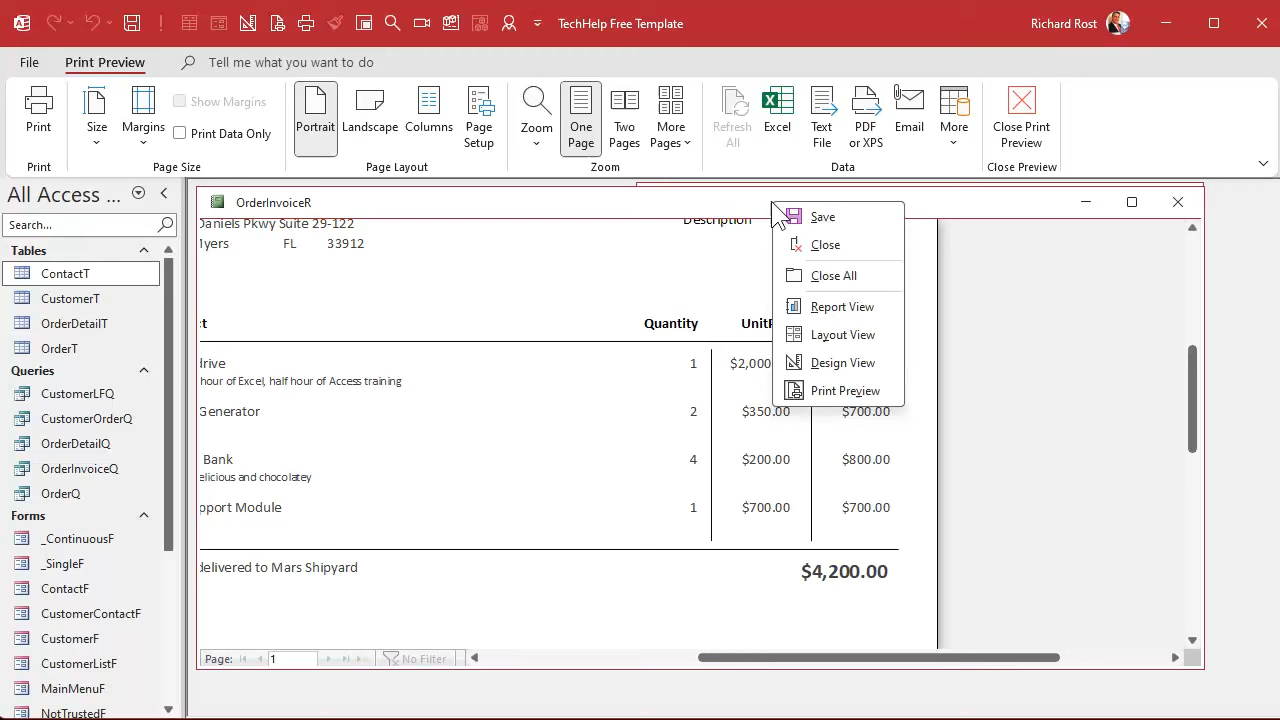 TechHelp Free Template
Richard Rost
File
Print Preview
Tell me what you want to do
Print
Size
Margins
Show Margins
Print Data Only
Portrait
Landscape
Columns
Page Setup
Zoom
One Page
Two Pages
More Pages
Refresh All
Excel
Text File
PDF or XPS
Email
More
Close Print Preview
Print
Page Size
Page Layout
Zoom
Data
Close Preview
All Access ...
Search...
Tables
ContactT
CustomerT
OrderDetailT
OrderT
Queries
CustomerLFQ
CustomerOrderQ
OrderDetailQ
OrderInvoiceQ
OrderQ
Forms
_ContinuousF
_SingleF
ContactF
CustomerContactF
CustomerF
CustomerListF
MainMenuF
NotTrustedF
OrderInvoiceR
Daniels Pkwy Suite 29-122
Description
Myers FL 33912
ct Quantity UnitP
drive 1 $2,000
hour of Excel, half hour of Access training
Generator 2 $350.00 $700.00
Bank 4 $200.00 $800.00
elicious and chocolatey
pport Module 1 $700.00 $700.00
delivered to Mars Shipyard $4,200.00
Save
Close
Close All
Report View
Layout View
Design View
Print Preview
Page: 1 No Filter